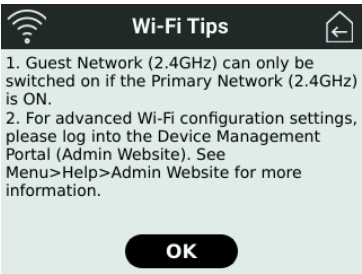 Wi-Fi Tips
1. Guest Network (2.4GHz) can only be
switched on if the Primary Network (2.4GHz)
is ON.
2. For advanced Wi-Fi configuration settings,
please log into the Device Management
Portal (Admin Website). See
Menu>Help>Admin Website for more
information.
OK